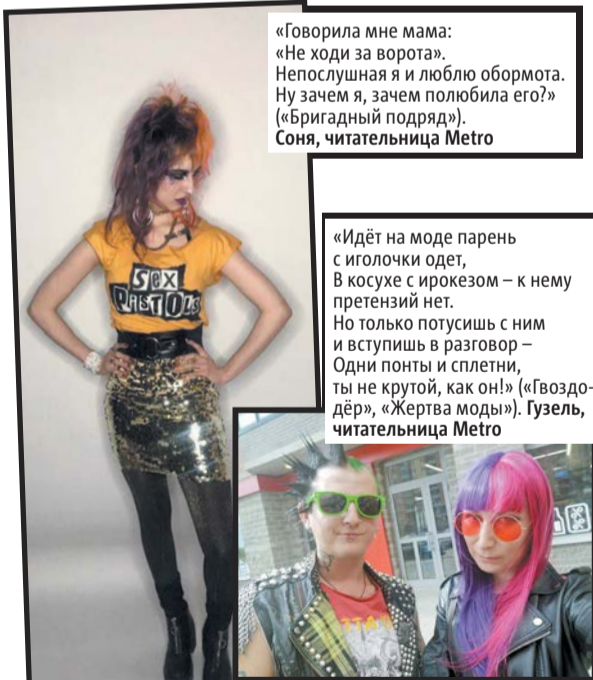 «Говорила мне мама:
«Не ходи за ворота».
Непослушная я и люблю обормота.
Ну зачем я, зачем полюбила его?»
(«Бригадный подряд»).
Соня, читательница Metro
SEX
PISTOLS
«Идёт на моде парень
с иголочки одет,
В косухе с ирокезом – к нему
претензий нет.
Но только потусишь с ним
и вступишь в разговор –
Одни понты и сплетни,
ты не крутой, как он!» («Гвоздо-
дёр», «Жертва моды»). Гузель,
читательница Metro